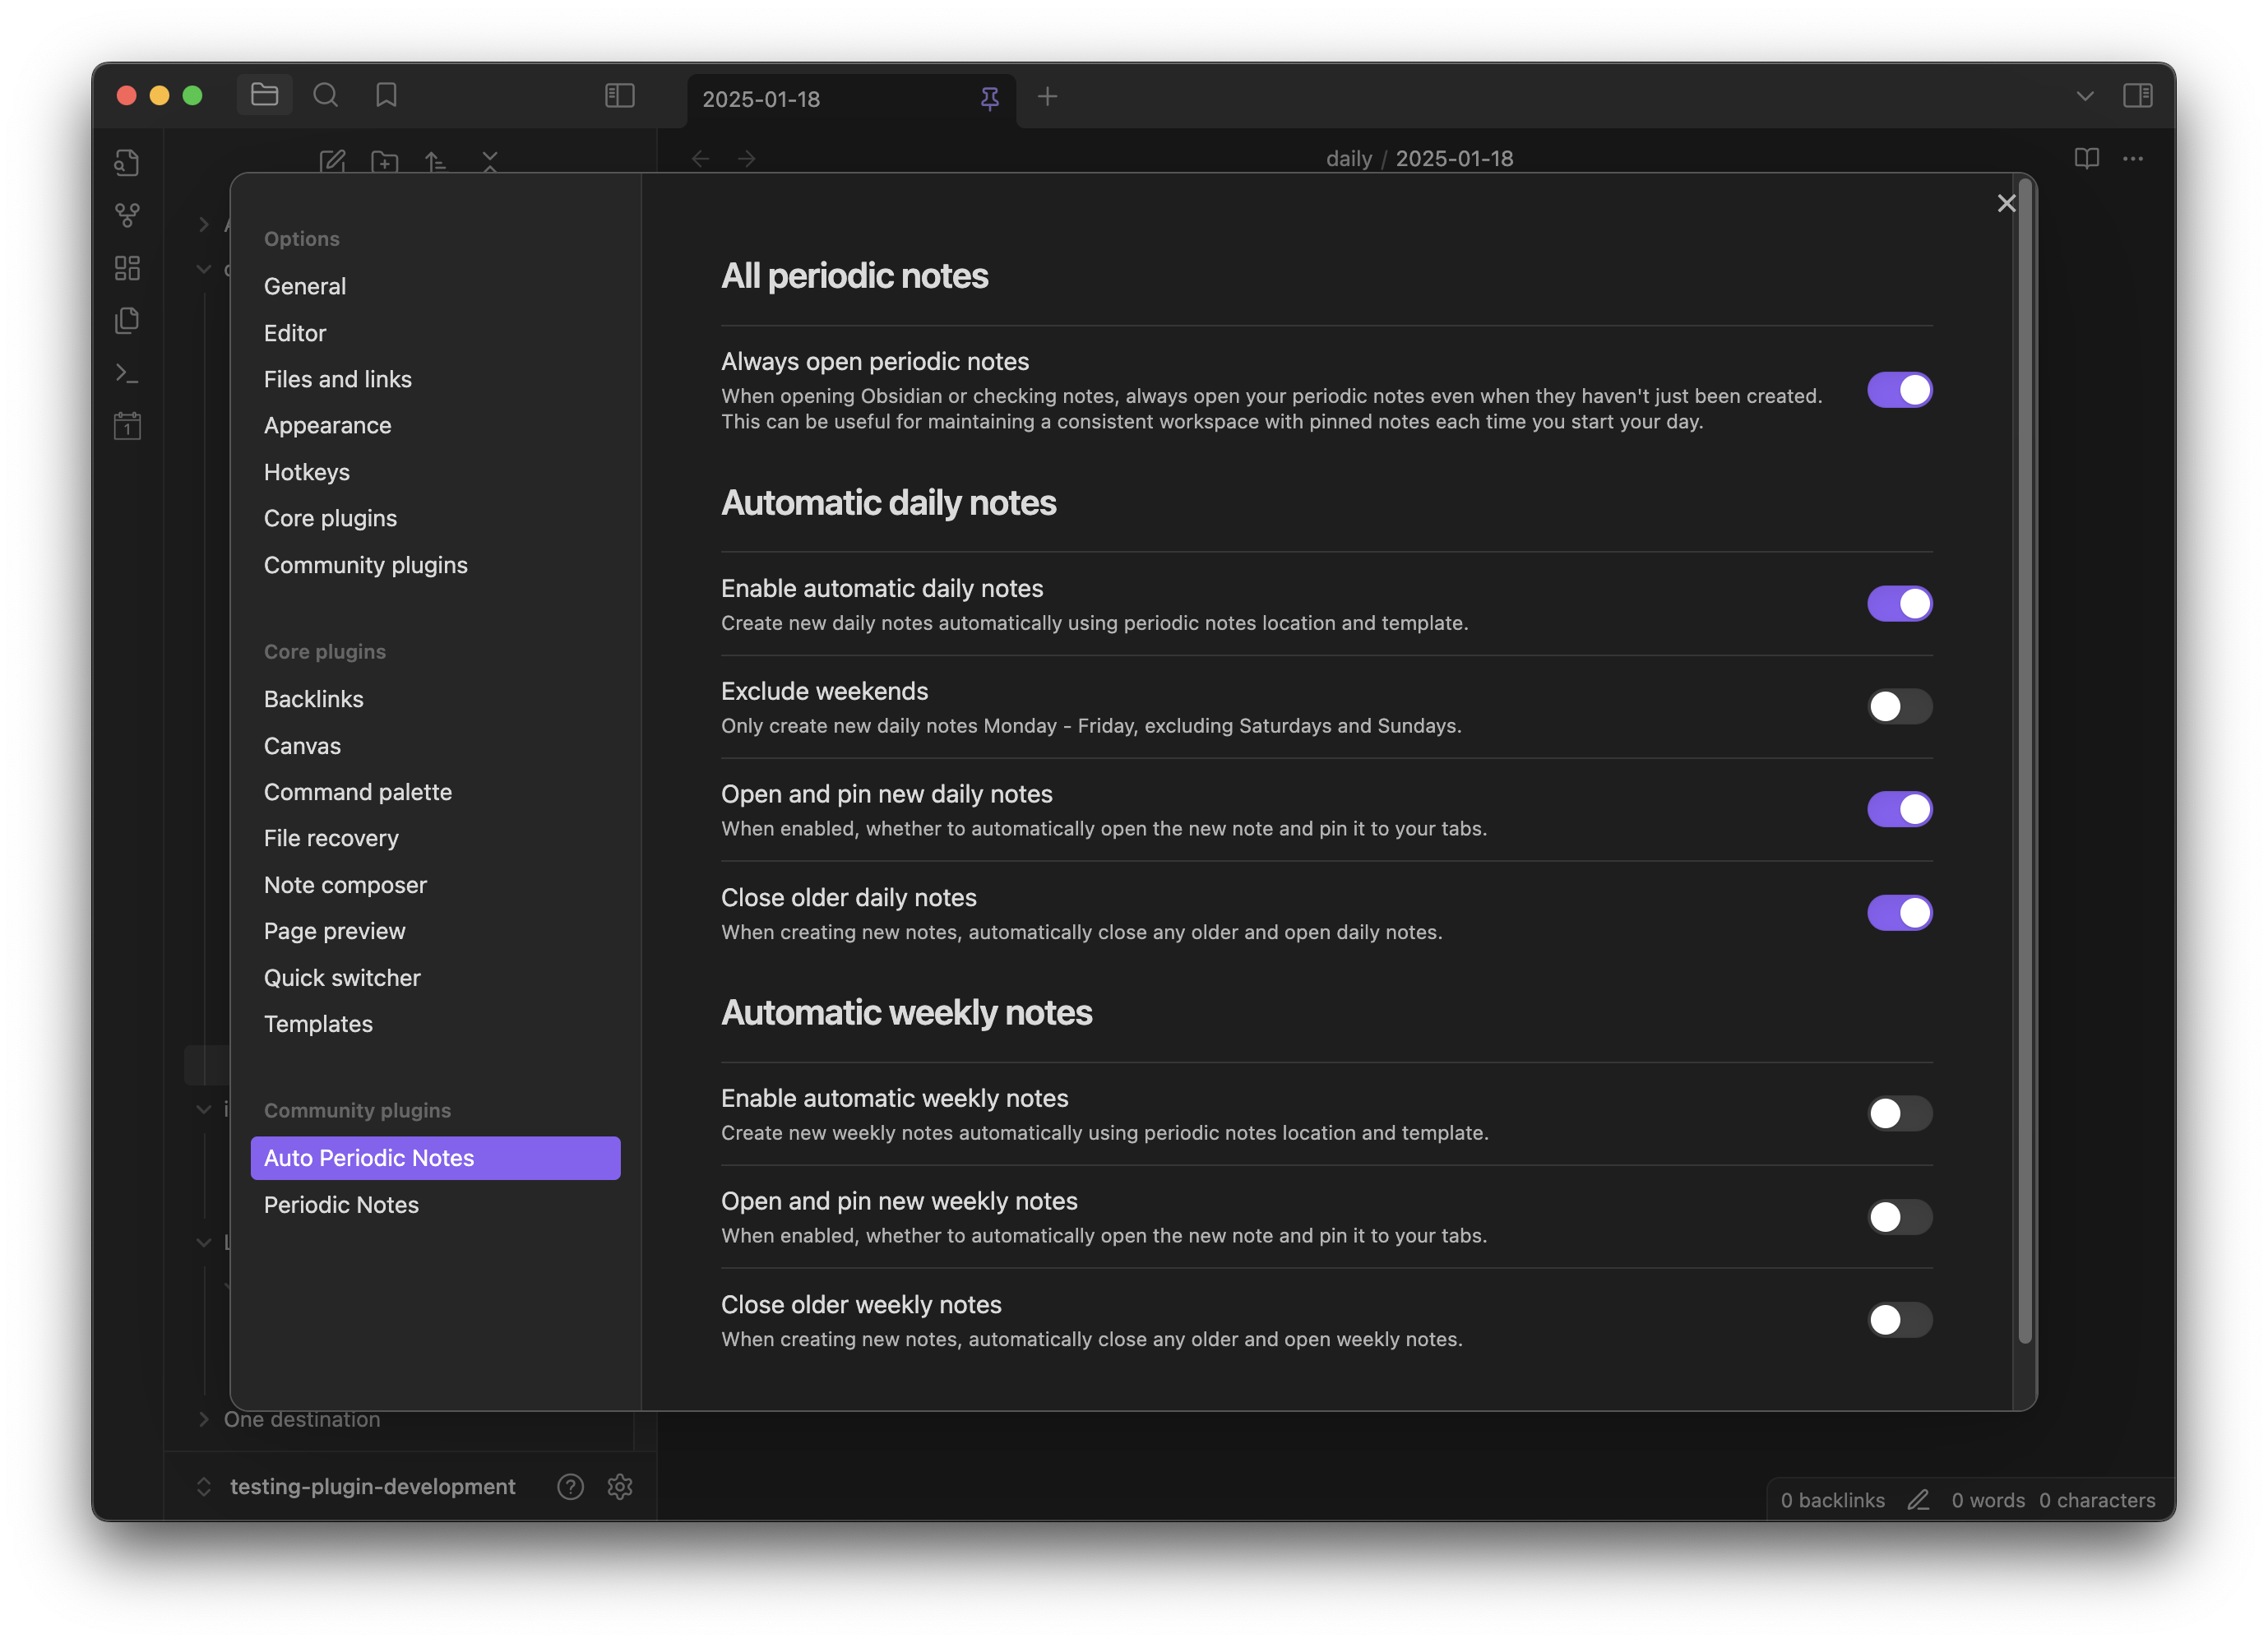 2025-01-18
daily / 2025-01-18
Options
General
Editor
Files and links
Appearance
Hotkeys
Core plugins
Community plugins
Core plugins
Backlinks
Canvas
Command palette
File recovery
Note composer
Page preview
Quick switcher
Templates
Community plugins
Auto Periodic Notes
Periodic Notes
All periodic notes
Always open periodic notes
When opening Obsidian or checking notes, always open your periodic notes even when they haven't just been created.
This can be useful for maintaining a consistent workspace with pinned notes each time you start your day.
Automatic daily notes
Enable automatic daily notes
Create new daily notes automatically using periodic notes location and template.
Exclude weekends
Only create new daily notes Monday - Friday, excluding Saturdays and Sundays.
Open and pin new daily notes
When enabled, whether to automatically open the new note and pin it to your tabs.
Close older daily notes
When creating new notes, automatically close any older and open daily notes.
Automatic weekly notes
Enable automatic weekly notes
Create new weekly notes automatically using periodic notes location and template.
Open and pin new weekly notes
When enabled, whether to automatically open the new note and pin it to your tabs.
Close older weekly notes
When creating new notes, automatically close any older and open weekly notes.
One destination
testing-plugin-development
0 backlinks 0 words 0 characters